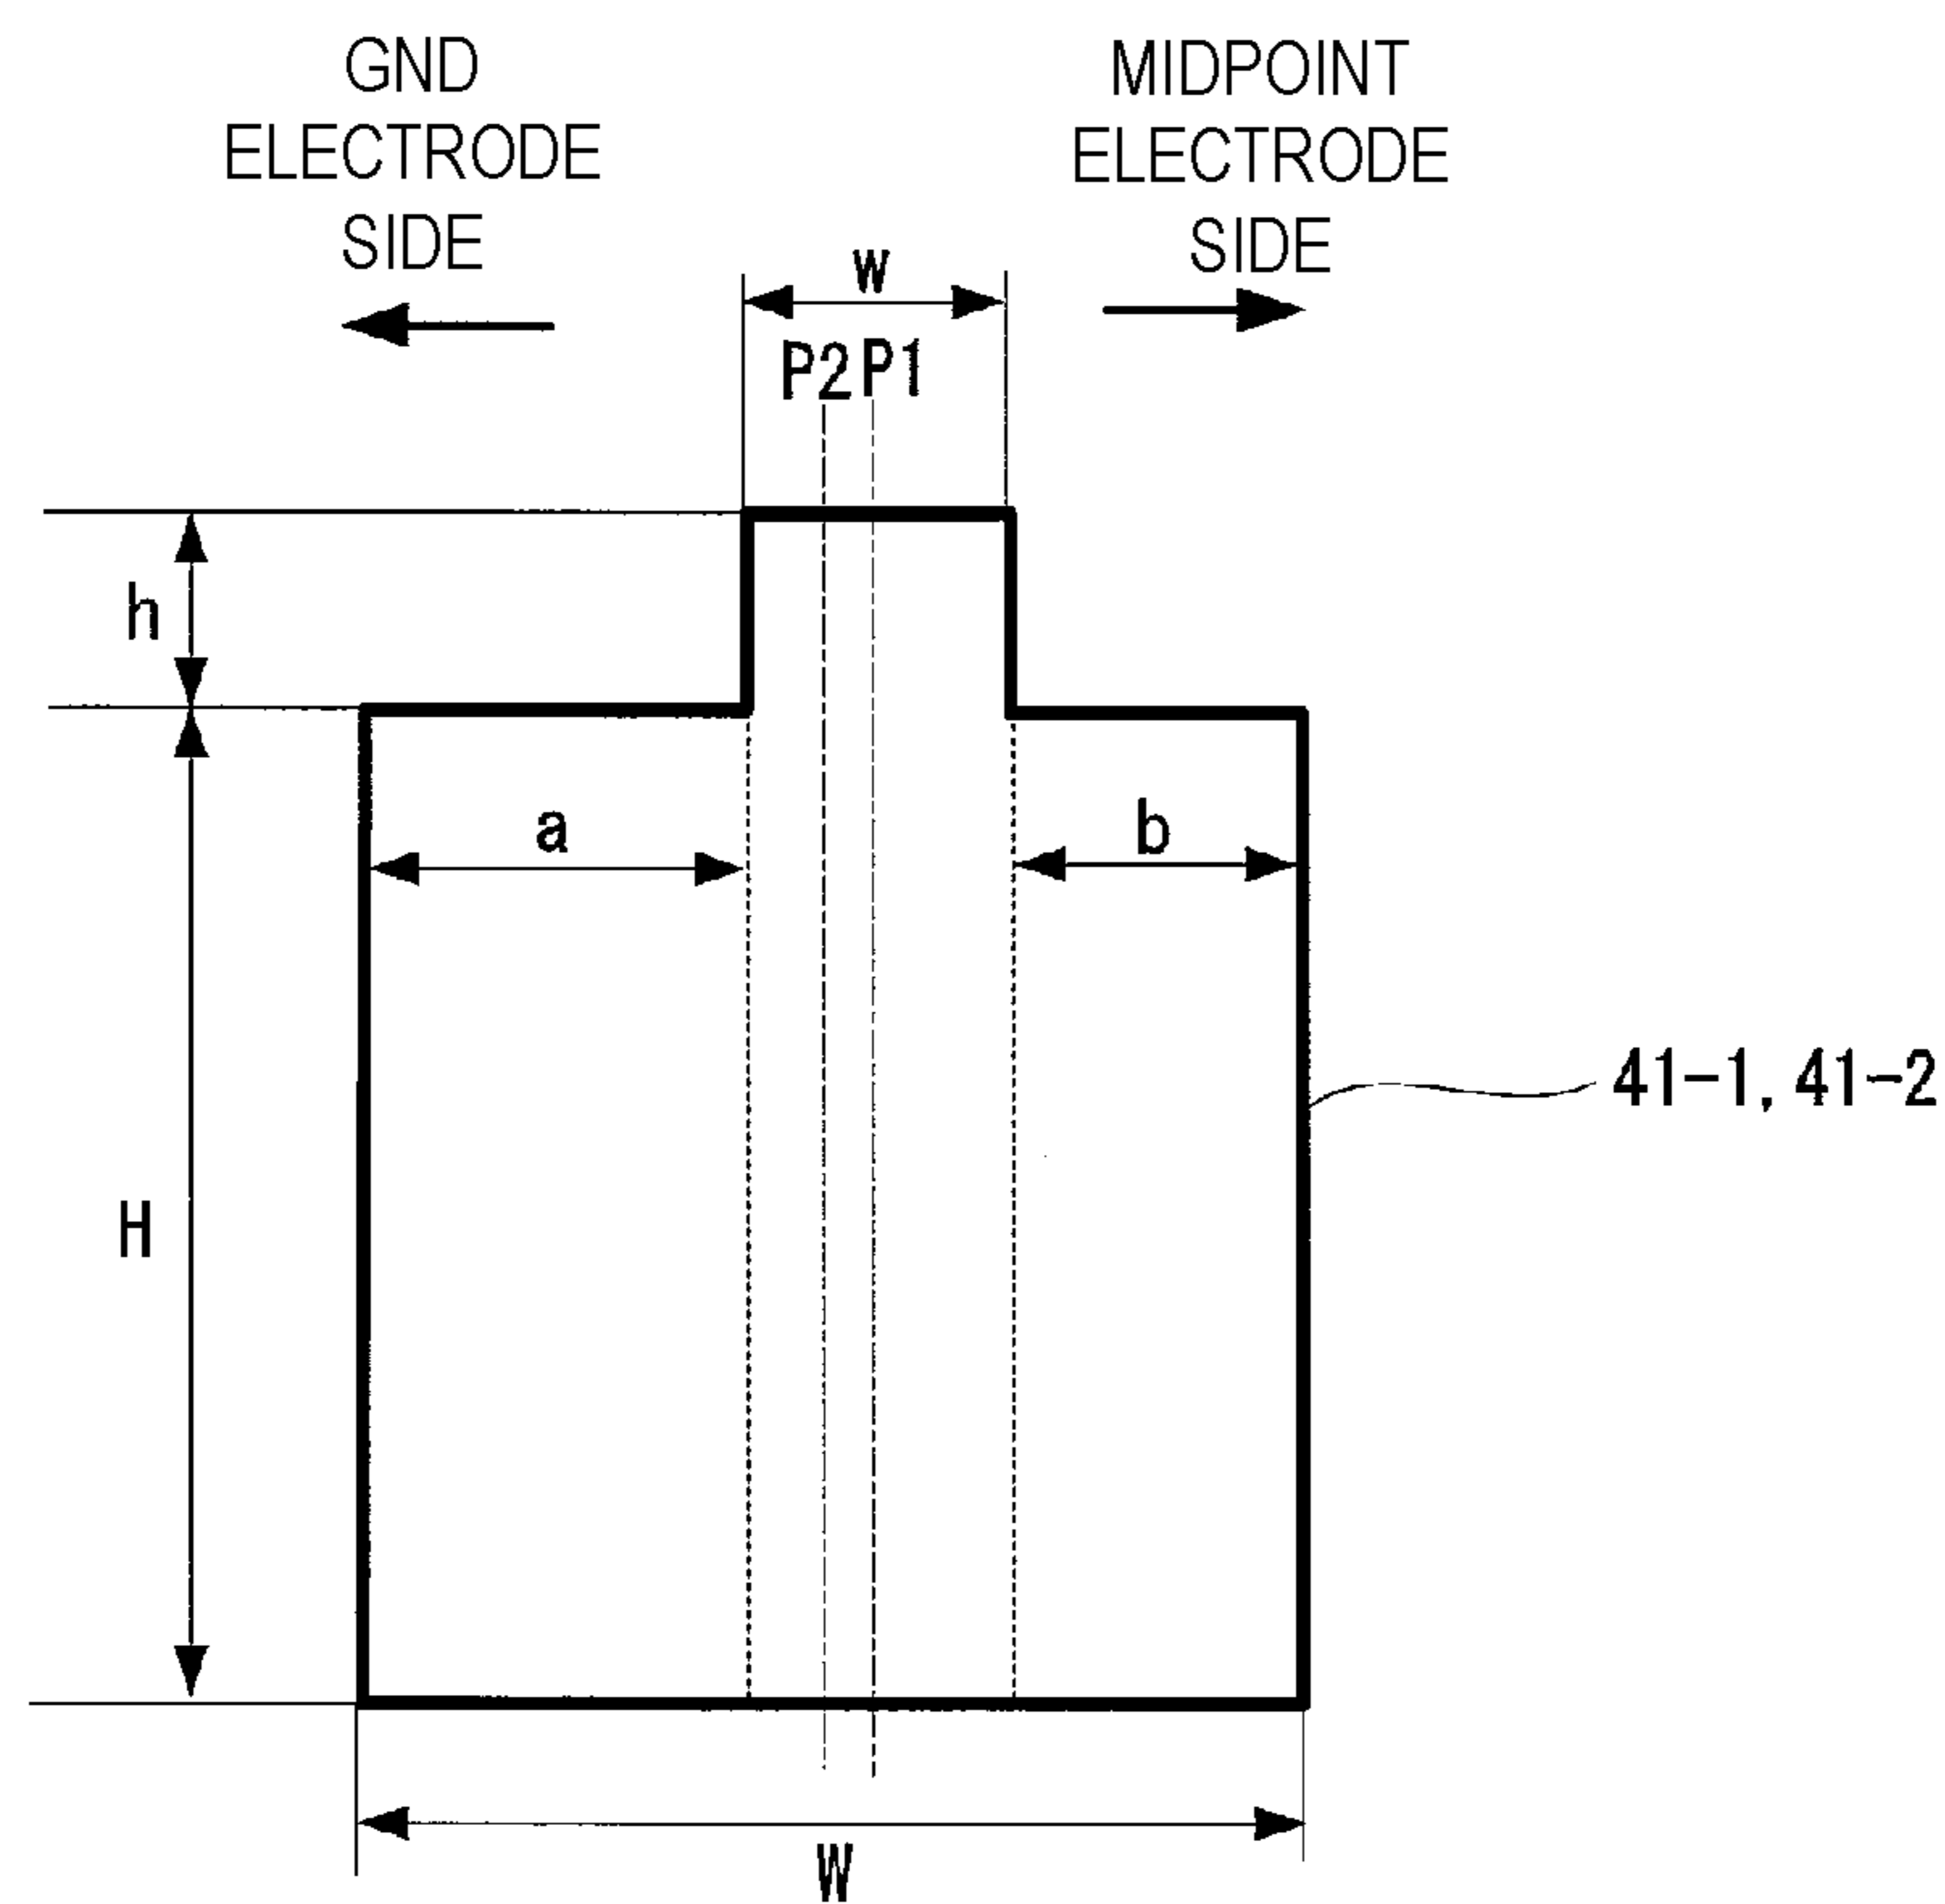 GND
ELECTRODE
SIDE
MIDPOINT
ELECTRODE
SIDE
w
P2 P1
h
a
b
41-1, 41-2
H
W